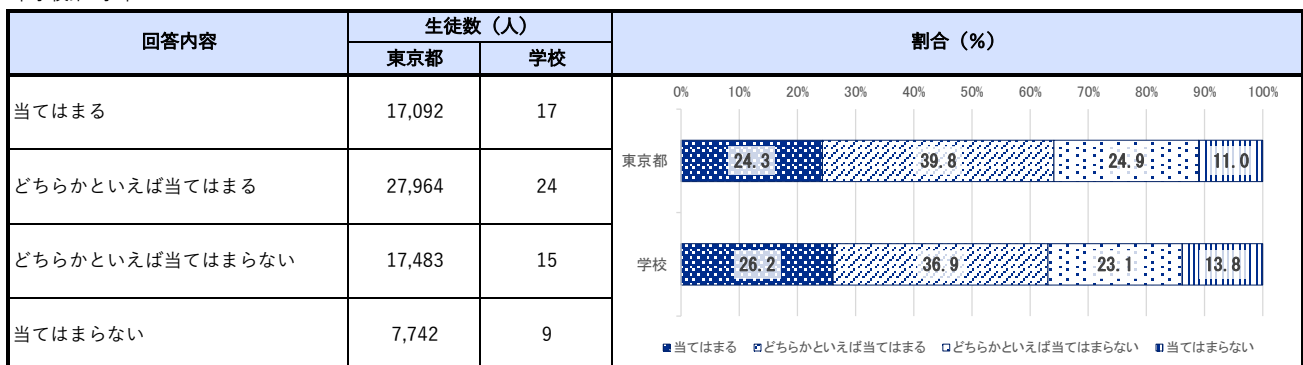 回答内容 生徒数（人） 割合（%）
東京都 学校
当てはまる 17,092 17
どちらかといえば当てはまる 27,964 24
どちらかといえば当てはまらない 17,483 15
当てはまらない 7,742 9
0% 10% 20% 30% 40% 50% 60% 70% 80% 90% 100%
東京都 24.3 39.8 24.9 11.0
学校 26.2 36.9 23.1 13.8
当てはまる どちらかといえば当てはまる どちらかといえば当てはまらない 当てはまらない